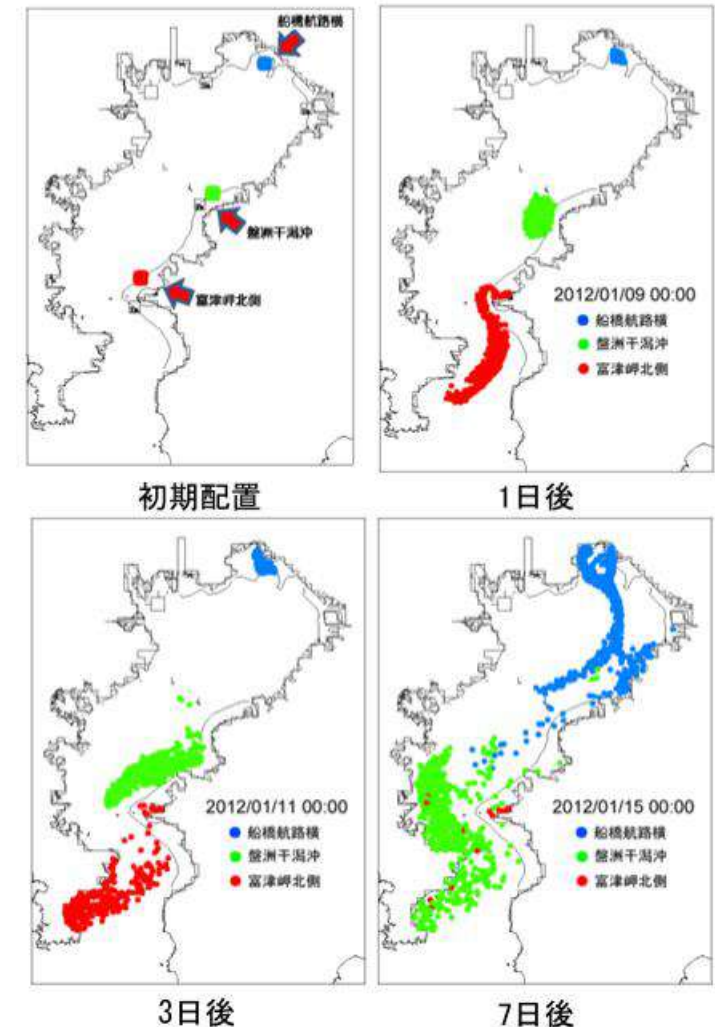 船橋航路横
盤洲干潟沖
富津岬北側
初期配置
2012/01/09 00:00
船橋航路横
盤洲干潟沖
富津岬北側
1日後
2012/01/11 00:00
船橋航路横
盤洲干潟沖
富津岬北側
3日後
2012/01/15 00:00
船橋航路横
盤洲干潟沖
富津岬北側
7日後